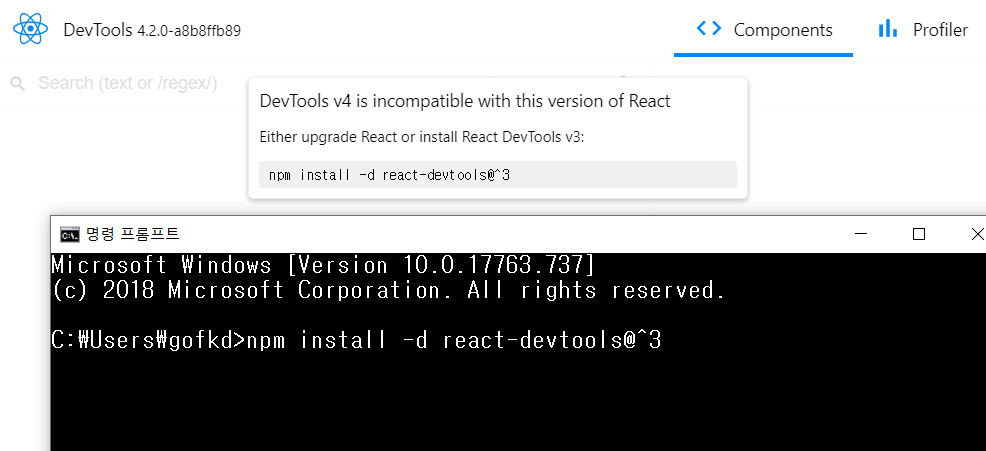 DevTools 4.2.0-a8b8ffb89
Components
Profiler
Search (text or /regex/)
DevTools v4 is incompatible with this version of React
Either upgrade React or install React DevTools v3:
npm install -d react-devtools@^3
명령 프롬프트
Microsoft Windows [Version 10.0.17763.737]
(c) 2018 Microsoft Corporation. All rights reserved.
C:₩Users₩gofkd>npm install -d react-devtools@^3